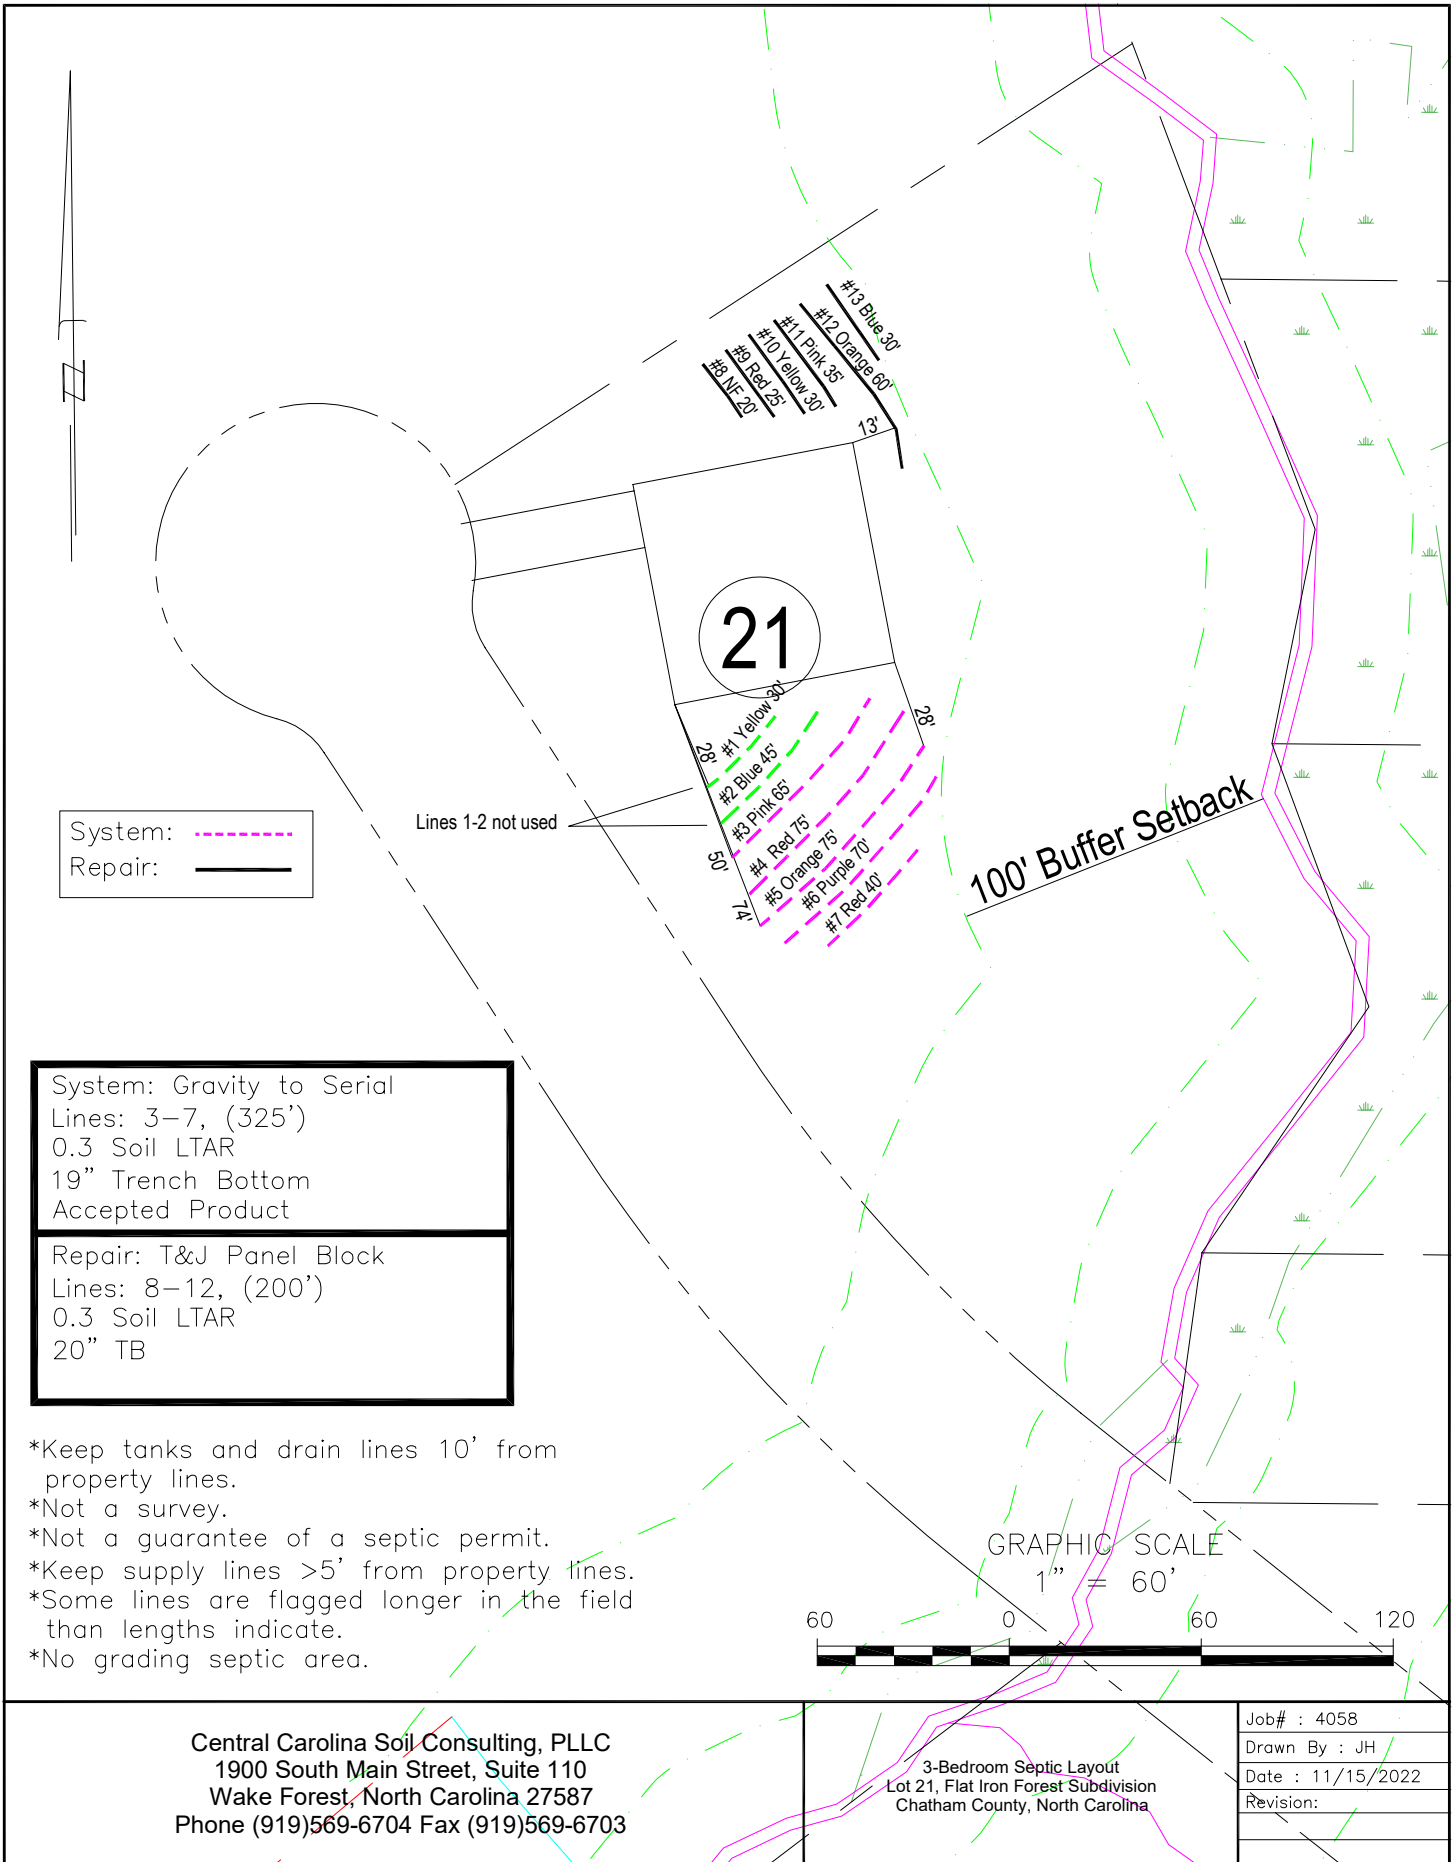 #13 Blue 30'
#12 Orange 60'
#11 Pink 35'
#10 Yellow 30'
#9 Red 25'
#8 NF 20'
13'
N
21
#1 Yellow 30'
28'
28'
#2 Blue 45'
#3 Pink 65'
Lines 1-2 not used
50'
#4 Red 75'
#5 Orange 75'
74'
#6 Purple 70'
#7 Red 40'
100' Buffer Setback
System:
Repair:
System: Gravity to Serial
Lines: 3-7, (325')
0.3 Soil LTAR
19" Trench Bottom
Accepted Product
Repair: T&J Panel Block
Lines: 8-12, (200')
0.3 Soil LTAR
20" TB
*Keep tanks and drain lines 10' from
property lines.
*Not a survey.
*Not a guarantee of a septic permit.
*Keep supply lines >5' from property lines.
*Some lines are flagged longer in the field
than lengths indicate.
*No grading septic area.
GRAPHIC SCALE
1" = 60'
60 0 60 120
Central Carolina Soil Consulting, PLLC
1900 South Main Street, Suite 110
Wake Forest, North Carolina 27587
Phone (919)569-6704 Fax (919)569-6703
3-Bedroom Septic Layout
Lot 21, Flat Iron Forest Subdivision
Chatham County, North Carolina
Job# : 4058
Drawn By : JH
Date : 11/15/2022
Revision: